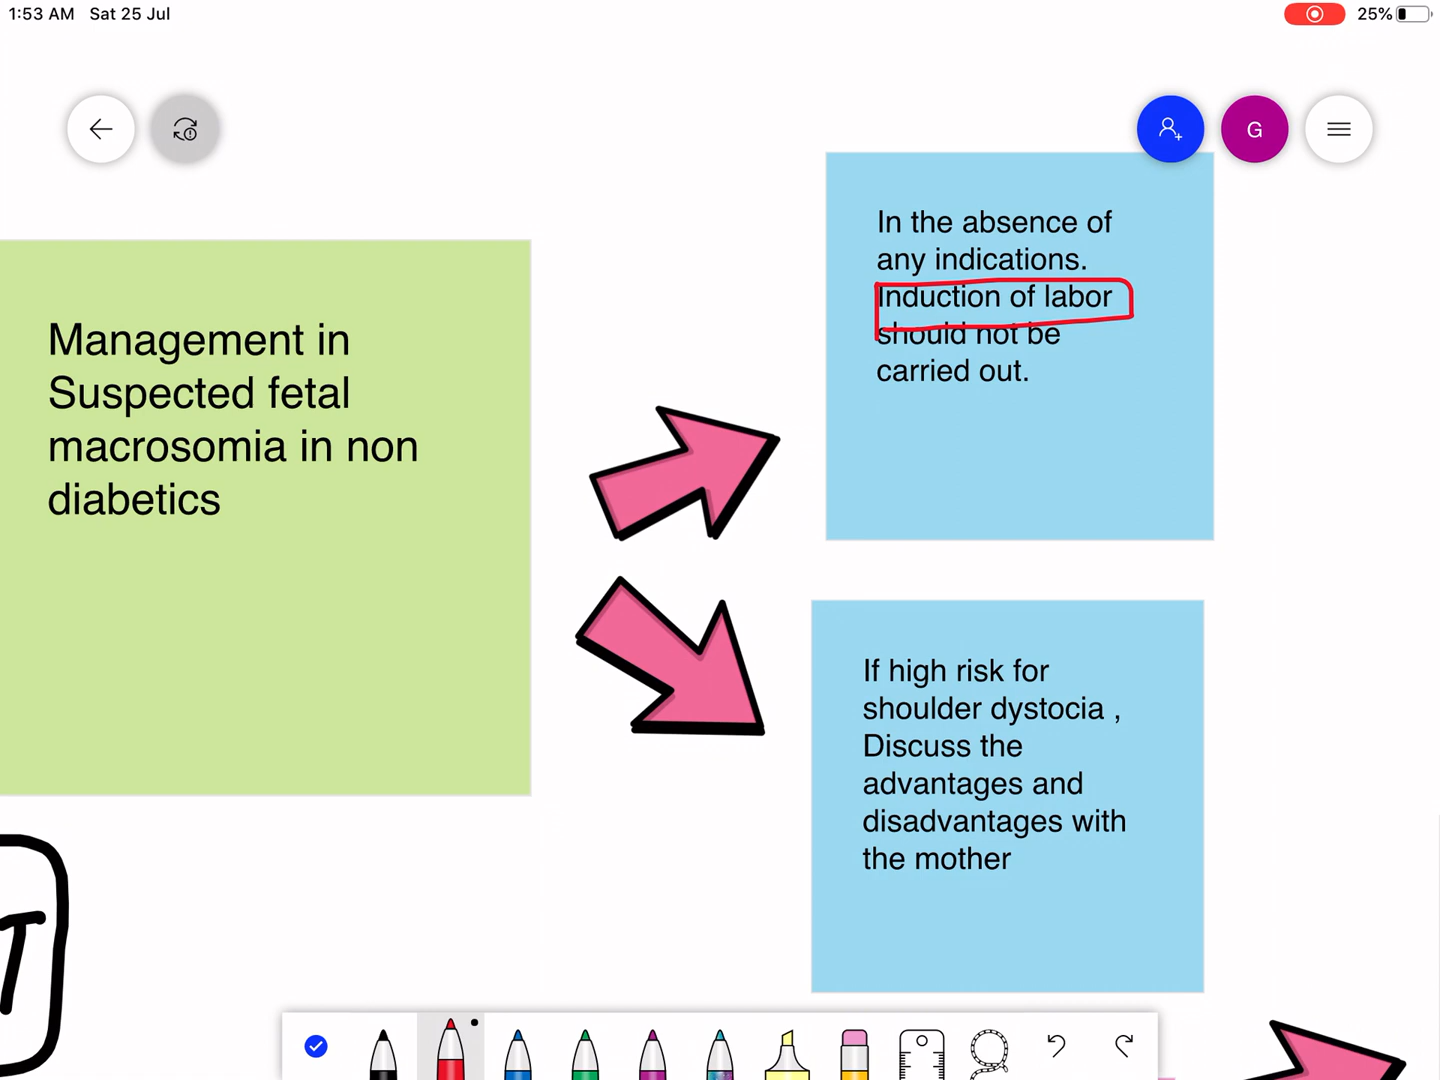 1:53 AM Sat 25 Jul
25%
G
In the absence of
any indications.
Induction of labor
should not be
carried out.
Management in
Suspected fetal
macrosomia in non
diabetics
If high risk for
shoulder dystocia ,
Discuss the
advantages and
disadvantages with
the mother
T